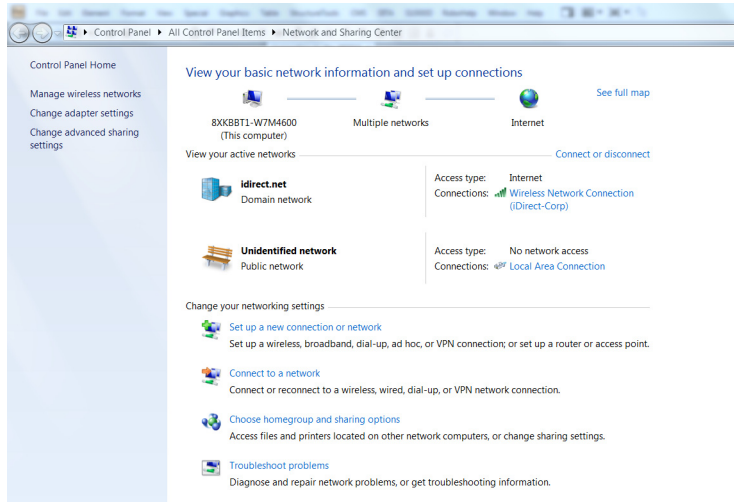 Control Panel ▸ All Control Panel Items ▸ Network and Sharing Center
Control Panel Home
Manage wireless networks
Change adapter settings
Change advanced sharing
settings
View your basic network information and set up connections
See full map
8XKBBT1-W7M4600
(This computer)
Multiple networks
Internet
View your active networks
Connect or disconnect
idirect.net
Domain network
Access type: Internet
Connections: Wireless Network Connection
(iDirect-Corp)
Unidentified network
Public network
Access type: No network access
Connections: Local Area Connection
Change your networking settings
Set up a new connection or network
Set up a wireless, broadband, dial-up, ad hoc, or VPN connection; or set up a router or access point.
Connect to a network
Connect or reconnect to a wireless, wired, dial-up, or VPN network connection.
Choose homegroup and sharing options
Access files and printers located on other network computers, or change sharing settings.
Troubleshoot problems
Diagnose and repair network problems, or get troubleshooting information.